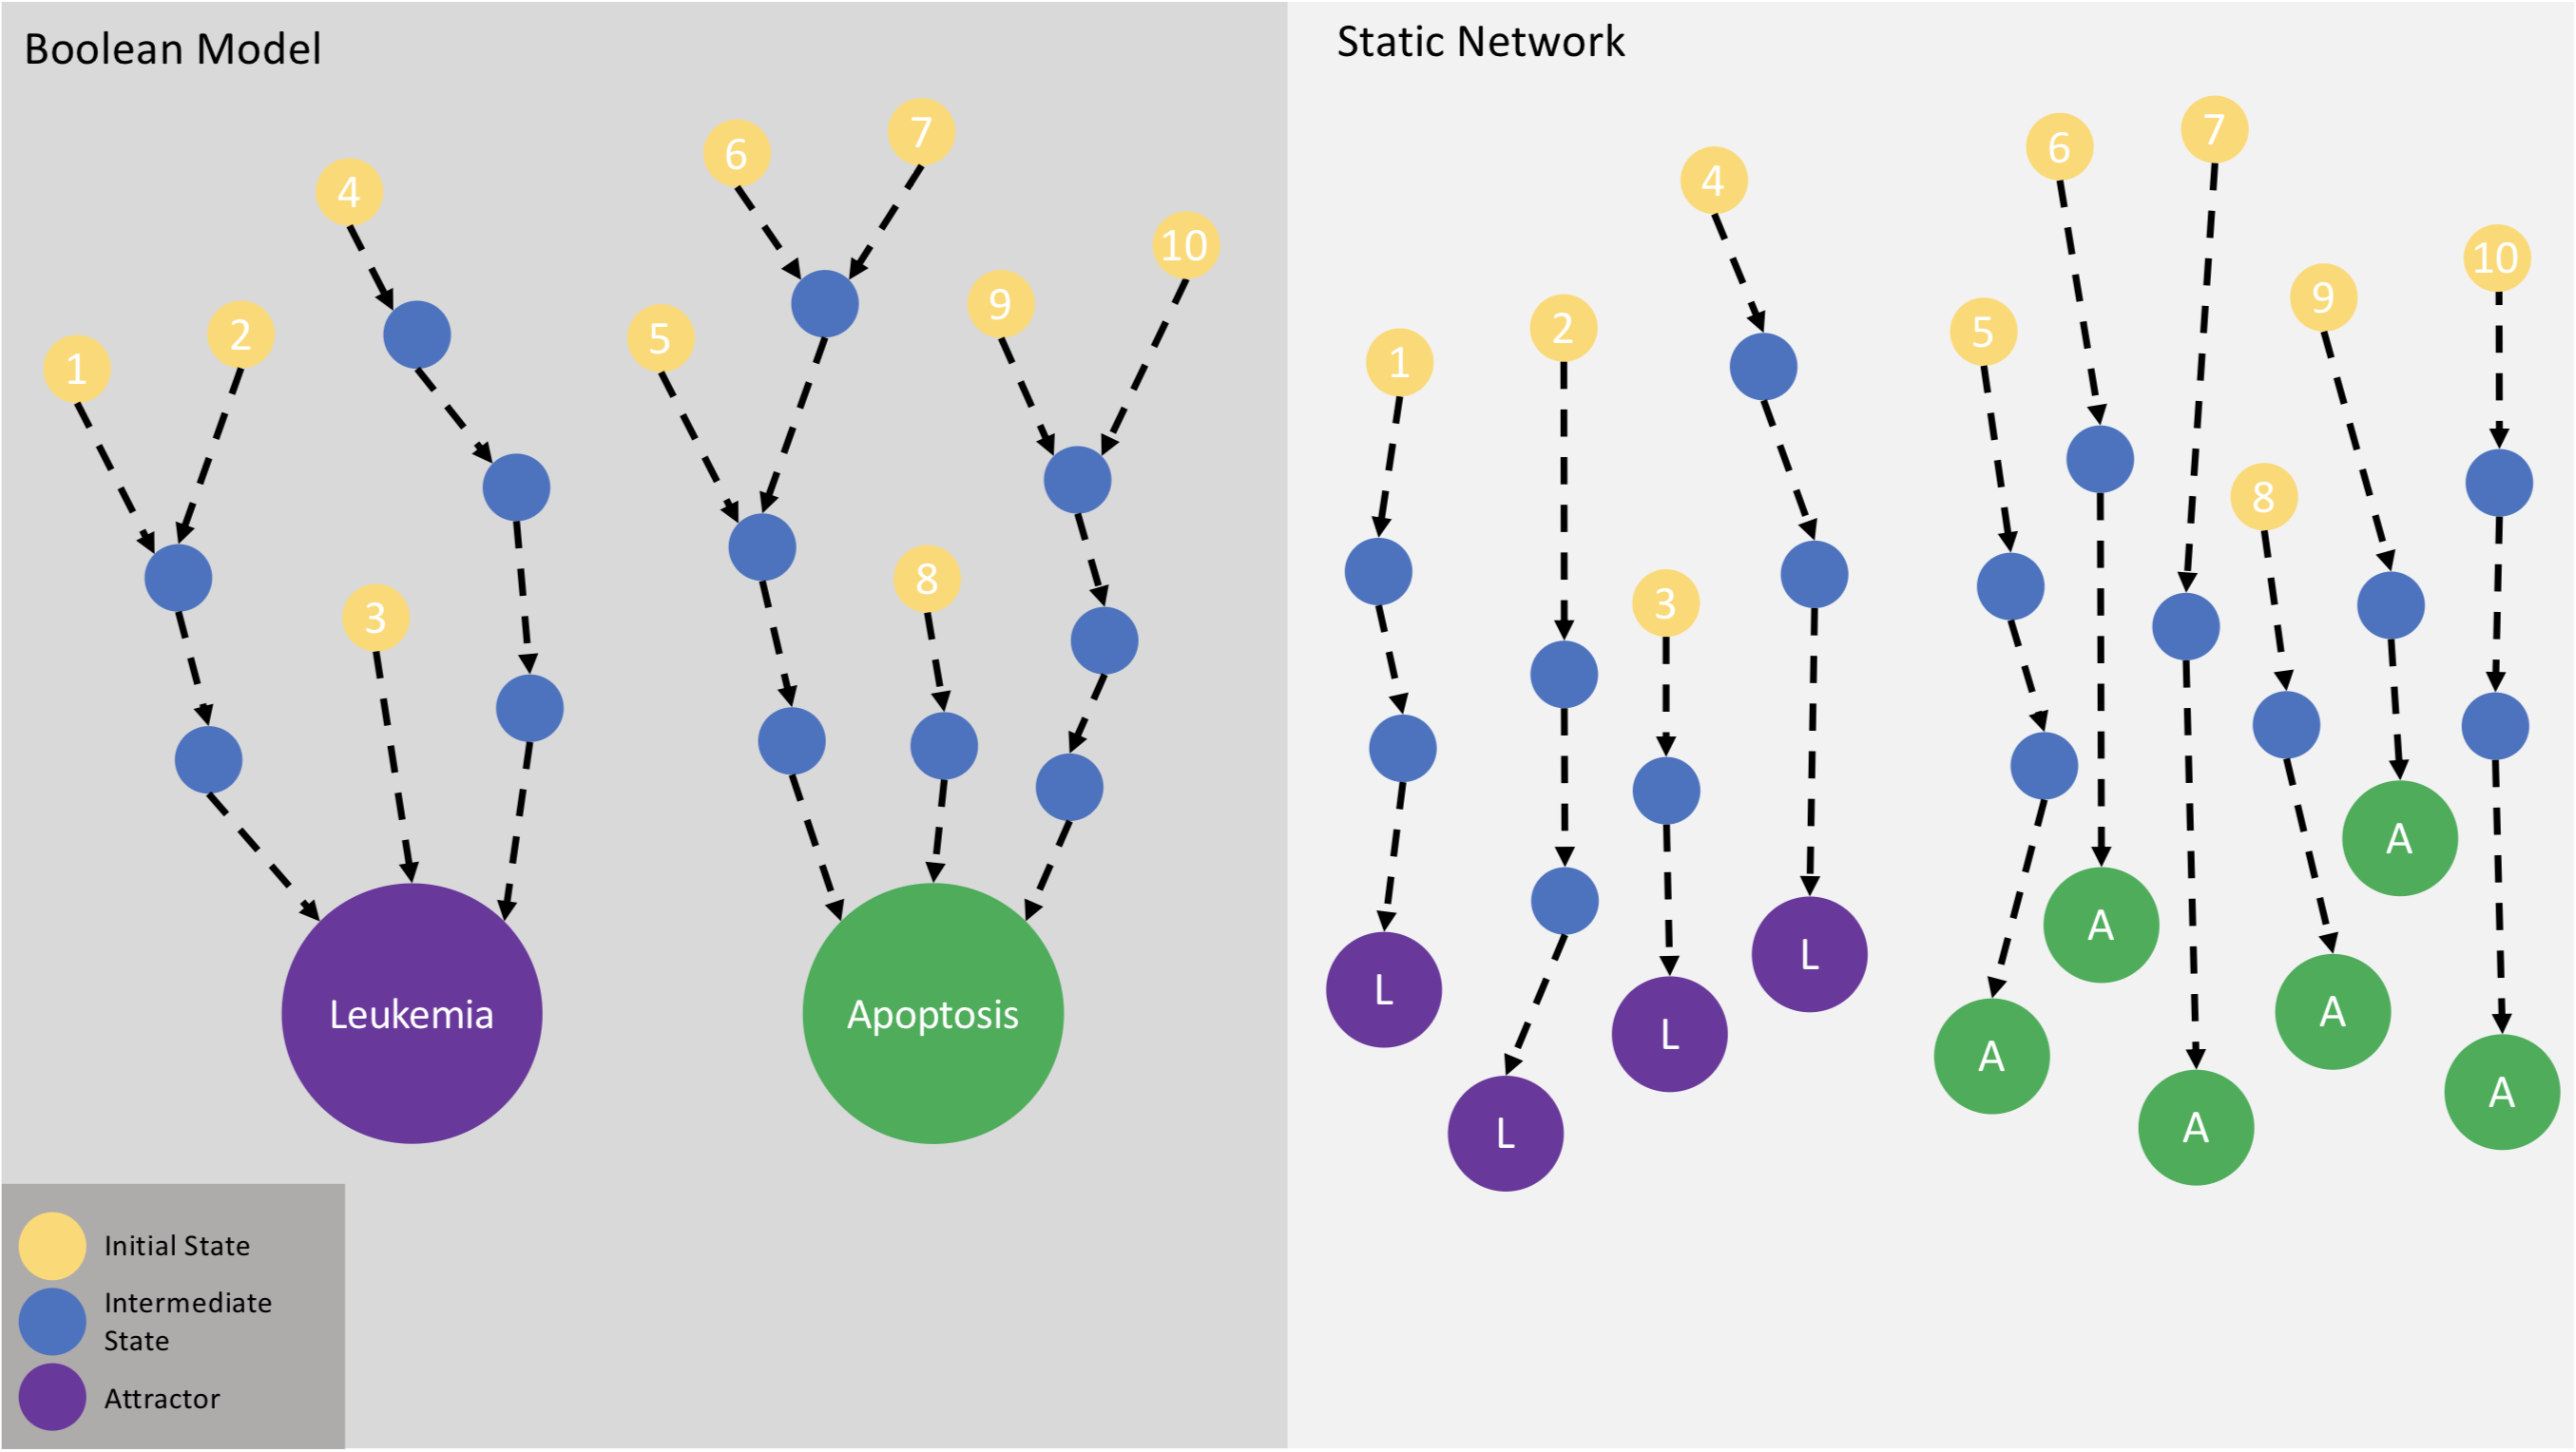 Boolean Model
1
2
3
4
5
6
7
8
9
10
Leukemia
Apoptosis
Initial State
Intermediate
State
Attractor
Static Network
1
2
3
4
5
6
7
8
9
10
L
L
L
L
A
A
A
A
A
A